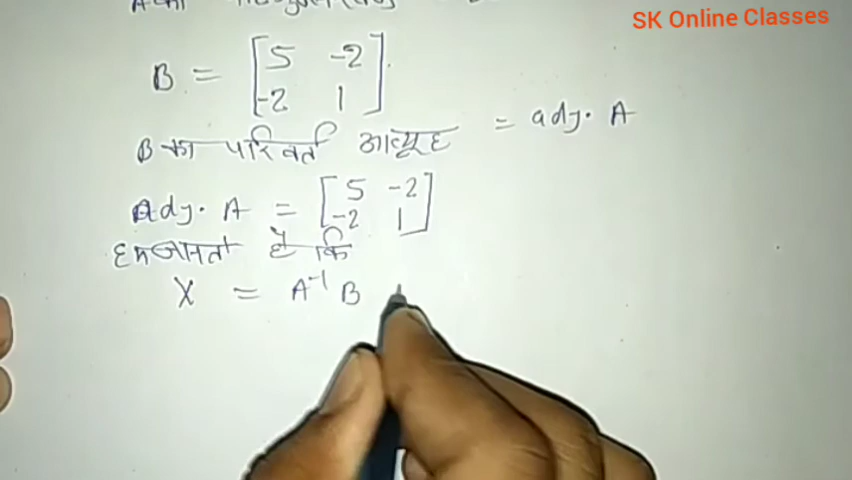 SK Online Classes
A का
B = [5 -2
-2 1].
B का परिवर्त आव्यूह = adj. A
Adj. A = [5 -2
-2 1]
हम जानते है कि
X = A⁻¹ B